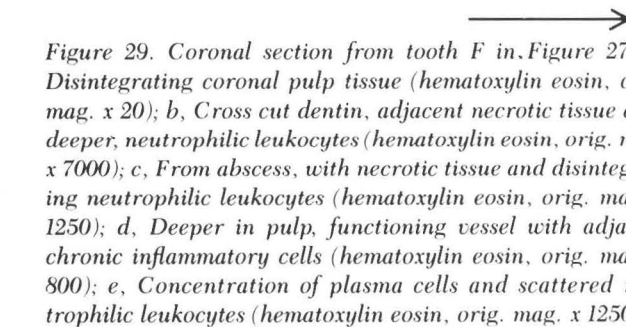 Figure 29. Coronal section from tooth F in Figure 27
Disintegrating coronal pulp tissue (hematoxylin eosin,
mag. x 20); b, Cross cut dentin, adjacent necrotic tissue
deeper, neutrophilic leukocytes (hematoxylin eosin, orig.
x 7000); c, From abscess, with necrotic tissue and disinteg
ing neutrophilic leukocytes (hematoxylin eosin, orig. ma
1250); d, Deeper in pulp, functioning vessel with adja
chronic inflammatory cells (hematoxylin eosin, orig. ma
800); e, Concentration of plasma cells and scattered
trophilic leukocytes (hematoxylin eosin, orig. mag. x 1250